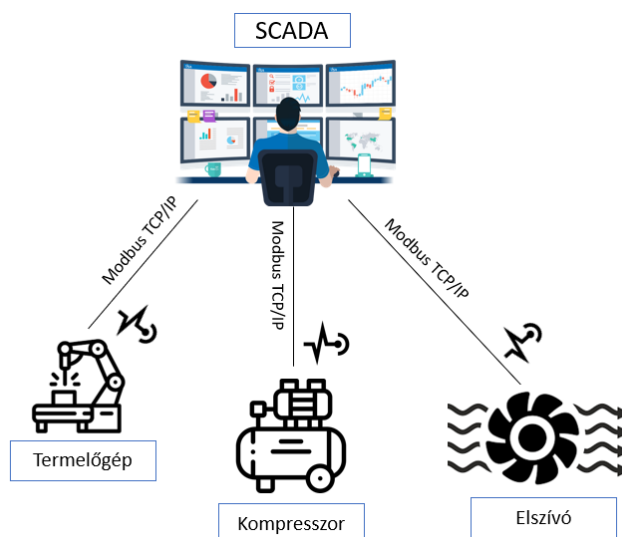 SCADA
Modbus TCP/IP
Modbus TCP/IP
Modbus TCP/IP
Termelőgép
Kompresszor
Elszívó